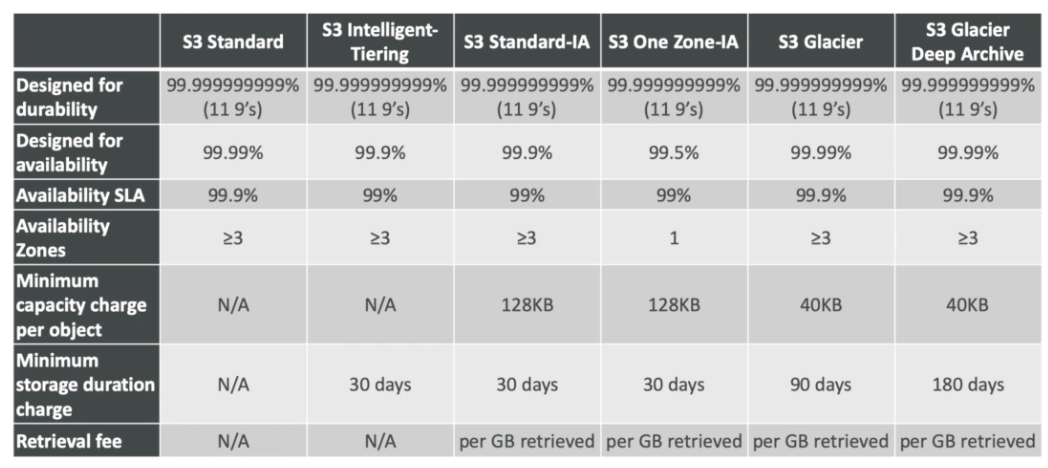 S3 Standard S3 Intelligent-Tiering S3 Standard-IA S3 One Zone-IA S3 Glacier S3 Glacier Deep Archive
Designed for durability 99.999999999% (11 9's) 99.999999999% (11 9's) 99.999999999% (11 9's) 99.999999999% (11 9's) 99.999999999% (11 9's) 99.999999999% (11 9's)
Designed for availability 99.99% 99.9% 99.9% 99.5% 99.99% 99.99%
Availability SLA 99.9% 99% 99% 99% 99.9% 99.9%
Availability Zones ≥3 ≥3 ≥3 1 ≥3 ≥3
Minimum capacity charge per object N/A N/A 128KB 128KB 40KB 40KB
Minimum storage duration charge N/A 30 days 30 days 30 days 90 days 180 days
Retrieval fee N/A N/A per GB retrieved per GB retrieved per GB retrieved per GB retrieved